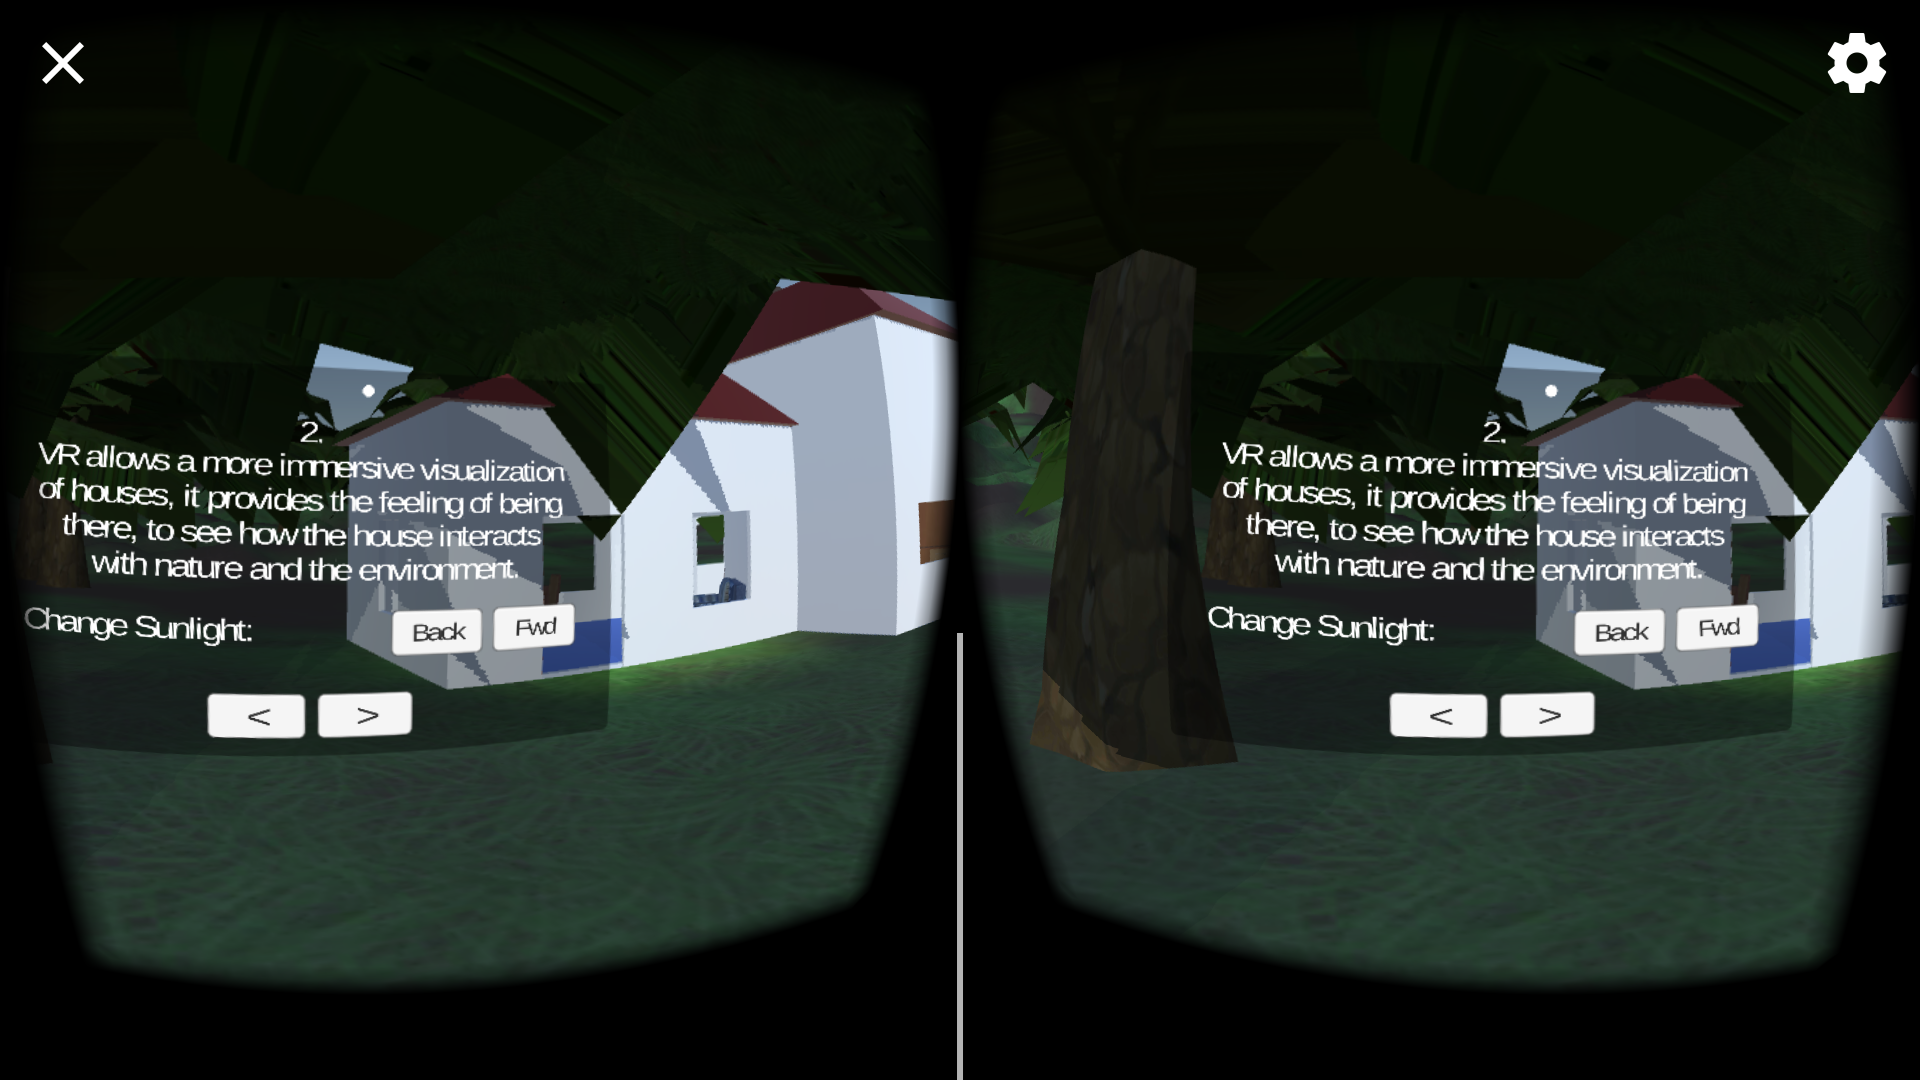 2.
VR allows a more immersive visualization
of houses, it provides the feeling of being
there, to see how the house interacts
with nature and the environment.
Change Sunlight:
Back
Fwd
<
>
2.
VR allows a more immersive visualization
of houses, it provides the feeling of being
there, to see how the house interacts
with nature and the environment.
Change Sunlight:
Back
Fwd
<
>